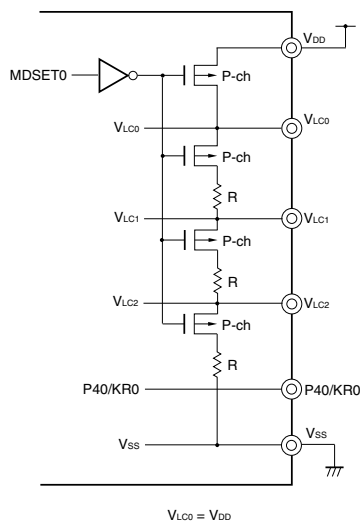 VDD
MDSET0
P-ch
VLC0 VLC0
P-ch
R
VLC1 VLC1
P-ch
R
VLC2 VLC2
P-ch
R
P40/KR0 P40/KR0
VSS VSS
VLC0 = VDD